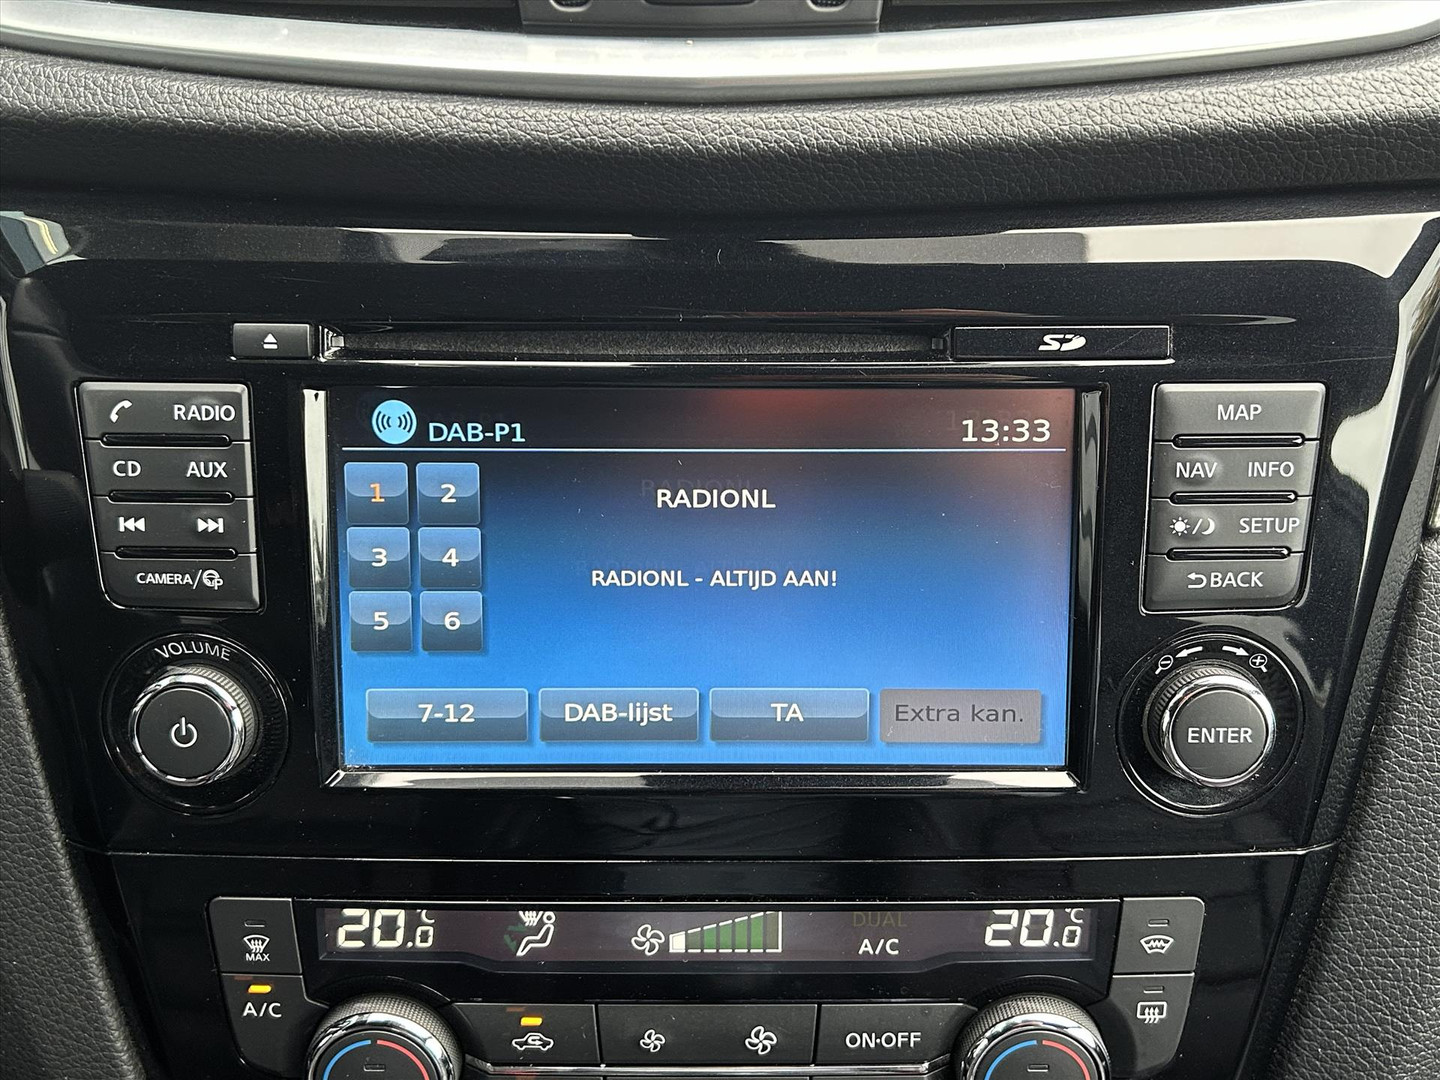 SD
RADIO
CD AUX
CAMERA/
VOLUME
DAB-P1 13:33
1 2
3 4
5 6
RADIONL
RADIONL - ALTIJD AAN!
7-12 DAB-lijst TA Extra kan.
MAP
NAV INFO
SETUP
BACK
ENTER
20.0 °C
DUAL
A/C
20.0 °C
MAX
A/C
ON·OFF